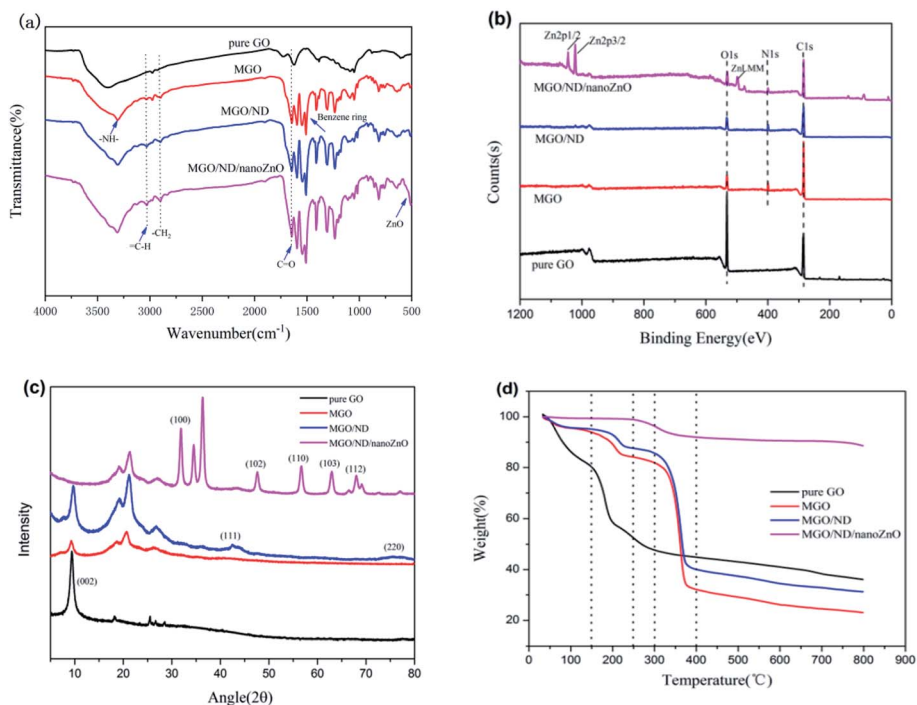 (a)
pure GO
MGO
MGO/ND
MGO/ND/nanoZnO
-NH-
=C-H
-CH2
C=O
Benzene ring
ZnO
Transmittance(%)
4000 3500 3000 2500 2000 1500 1000 500
Wavenumber(cm-1)
(b)
Zn2p1/2
Zn2p3/2
O1s
ZnLMM
N1s
C1s
MGO/ND/nanoZnO
MGO/ND
MGO
pure GO
Counts(s)
1200 1000 800 600 400 200 0
Binding Energy(eV)
(c)
pure GO
MGO
MGO/ND
MGO/ND/nanoZnO
(100)
(102)
(110)
(103)
(112)
(111)
(220)
(002)
Intensity
10 20 30 40 50 60 70 80
Angle(2θ)
(d)
100
80
60
40
20
pure GO
MGO
MGO/ND
MGO/ND/nanoZnO
Weight(%)
0 100 200 300 400 500 600 700 800 900
Temperature(℃)